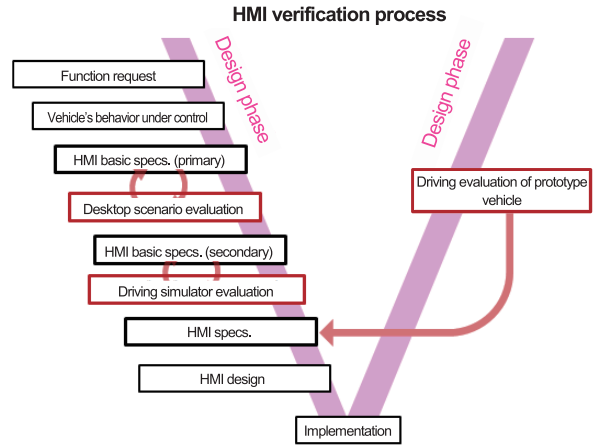 HMI verification process
Design phase
Design phase
Function request
Vehicle's behavior under control
HMI basic specs. (primary)
Desktop scenario evaluation
Driving evaluation of prototype
vehicle
HMI basic specs. (secondary)
Driving simulator evaluation
HMI specs.
HMI design
Implementation